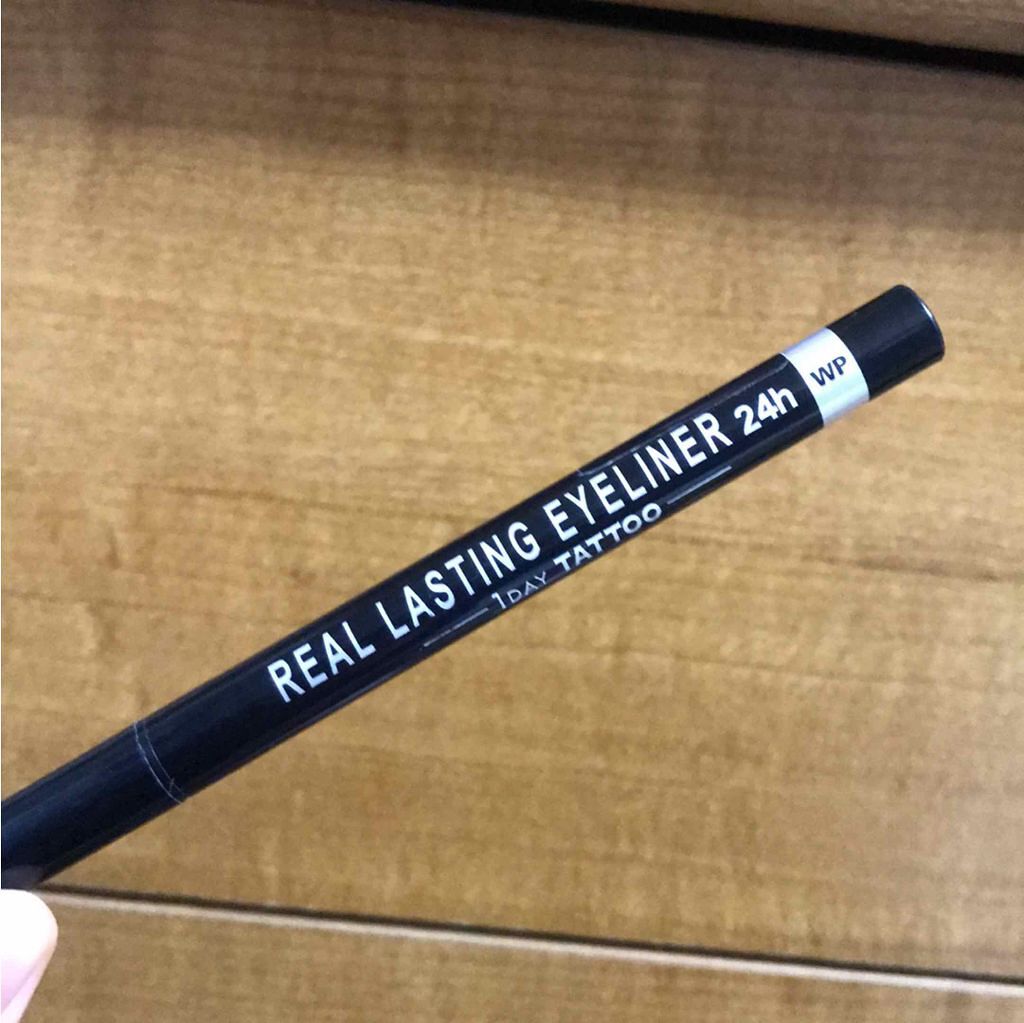 REAL LASTING EYELINER 24h WP
1DAY TATTOO